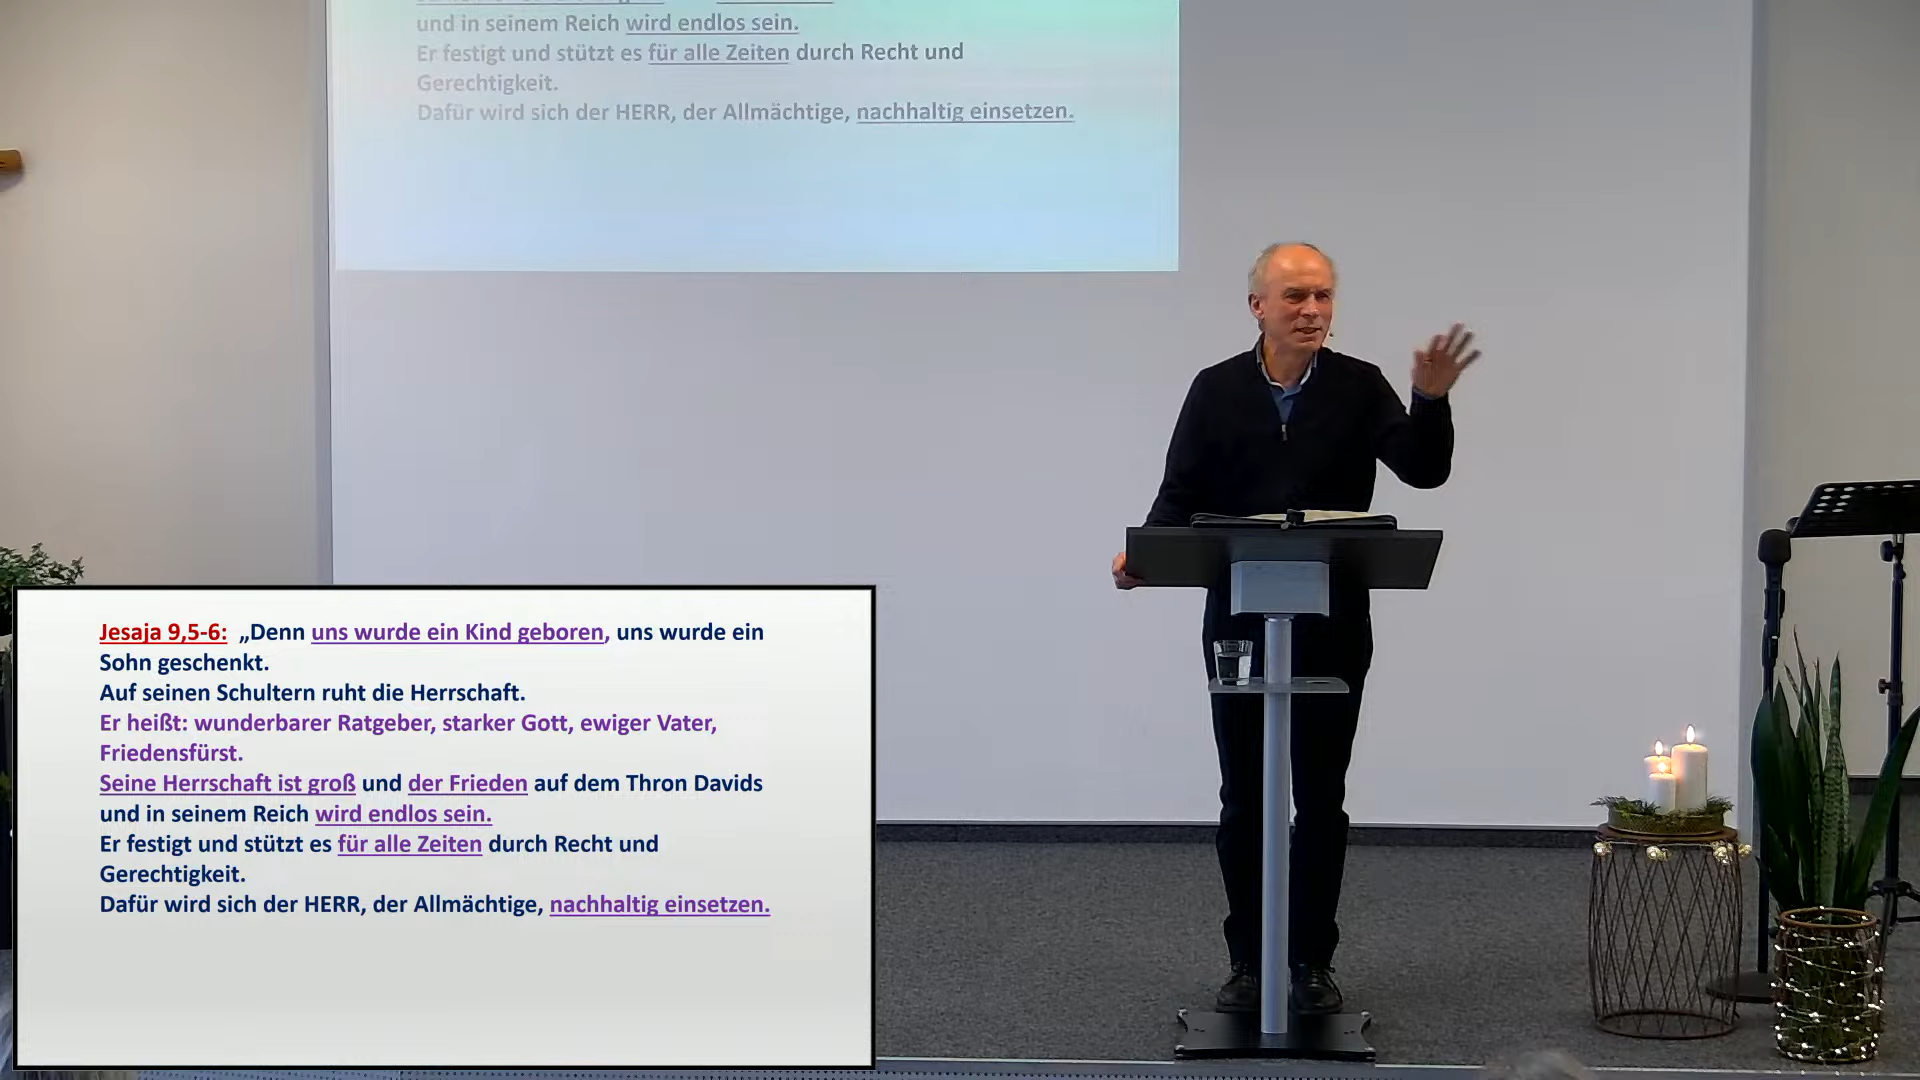 und in seinem Reich wird endlos sein.
Er festigt und stützt es für alle Zeiten durch Recht und
Gerechtigkeit.
Dafür wird sich der HERR, der Allmächtige, nachhaltig einsetzen.
Jesaja 9,5-6: „Denn uns wurde ein Kind geboren, uns wurde ein
Sohn geschenkt.
Auf seinen Schultern ruht die Herrschaft.
Er heißt: wunderbarer Ratgeber, starker Gott, ewiger Vater,
Friedensfürst.
Seine Herrschaft ist groß und der Frieden auf dem Thron Davids
und in seinem Reich wird endlos sein.
Er festigt und stützt es für alle Zeiten durch Recht und
Gerechtigkeit.
Dafür wird sich der HERR, der Allmächtige, nachhaltig einsetzen.